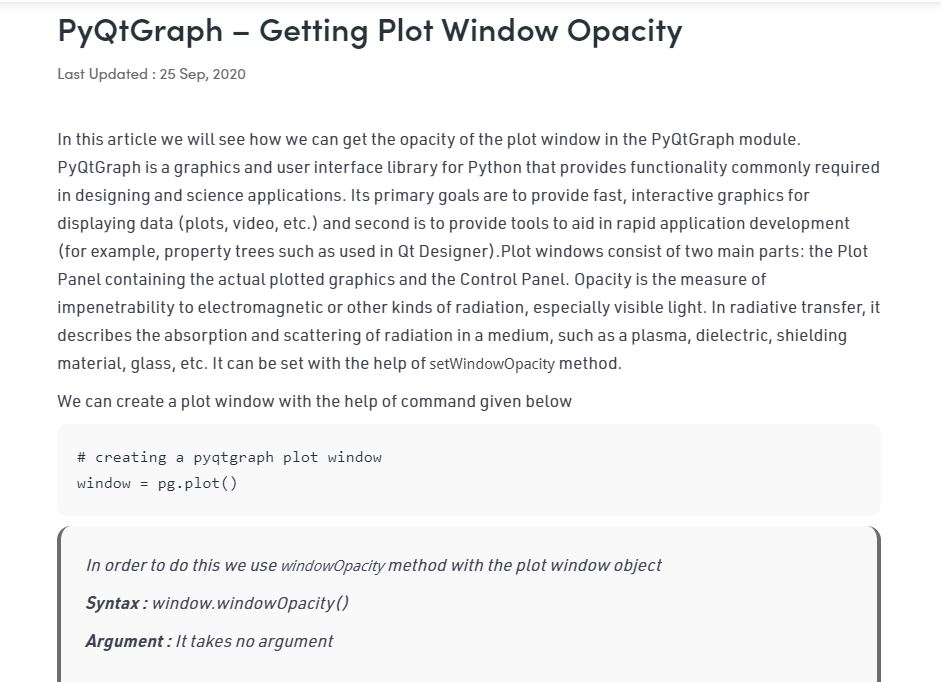 PyQtGraph – Getting Plot Window Opacity
Last Updated : 25 Sep, 2020
In this article we will see how we can get the opacity of the plot window in the PyQtGraph module.
PyQtGraph is a graphics and user interface library for Python that provides functionality commonly required
in designing and science applications. Its primary goals are to provide fast, interactive graphics for
displaying data (plots, video, etc.) and second is to provide tools to aid in rapid application development
(for example, property trees such as used in Qt Designer).Plot windows consist of two main parts: the Plot
Panel containing the actual plotted graphics and the Control Panel. Opacity is the measure of
impenetrability to electromagnetic or other kinds of radiation, especially visible light. In radiative transfer, it
describes the absorption and scattering of radiation in a medium, such as a plasma, dielectric, shielding
material, glass, etc. It can be set with the help of setWindowOpacity method.
We can create a plot window with the help of command given below
# creating a pyqtgraph plot window
window = pg.plot()
In order to do this we use windowOpacity method with the plot window object
Syntax : window.windowOpacity()
Argument : It takes no argument